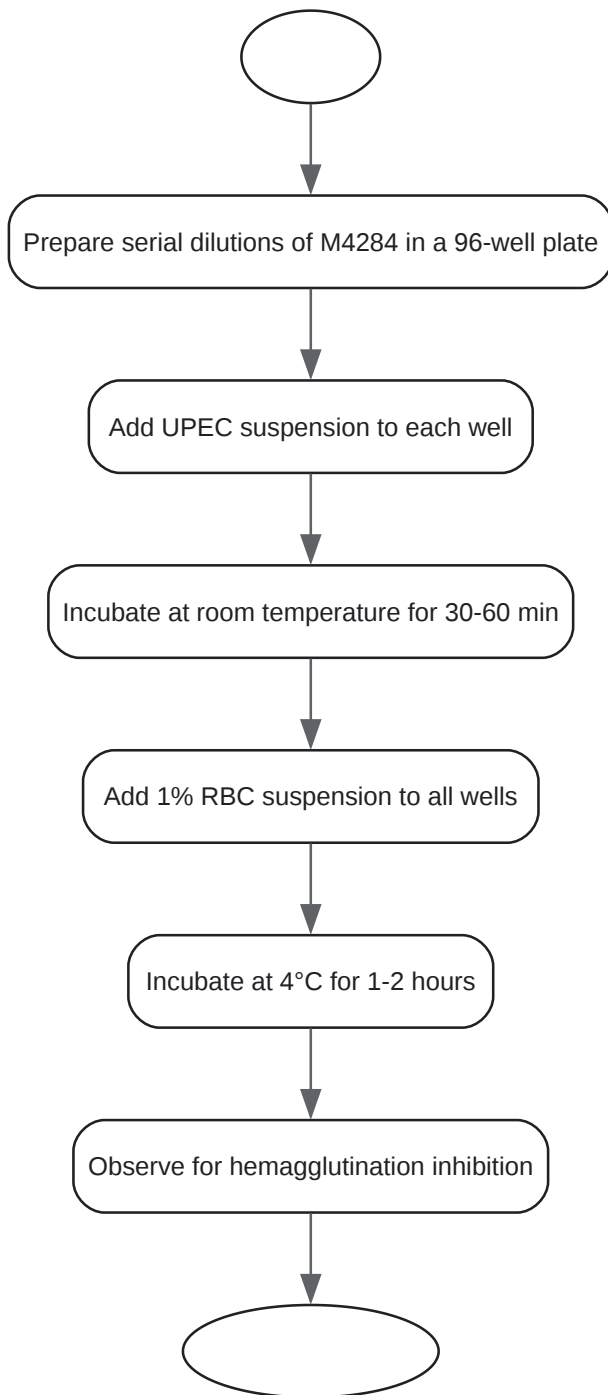 Prepare serial dilutions of M4284 in a 96-well plate
Add UPEC suspension to each well
Incubate at room temperature for 30-60 min
Add 1% RBC suspension to all wells
Incubate at 4°C for 1-2 hours
Observe for hemagglutination inhibition